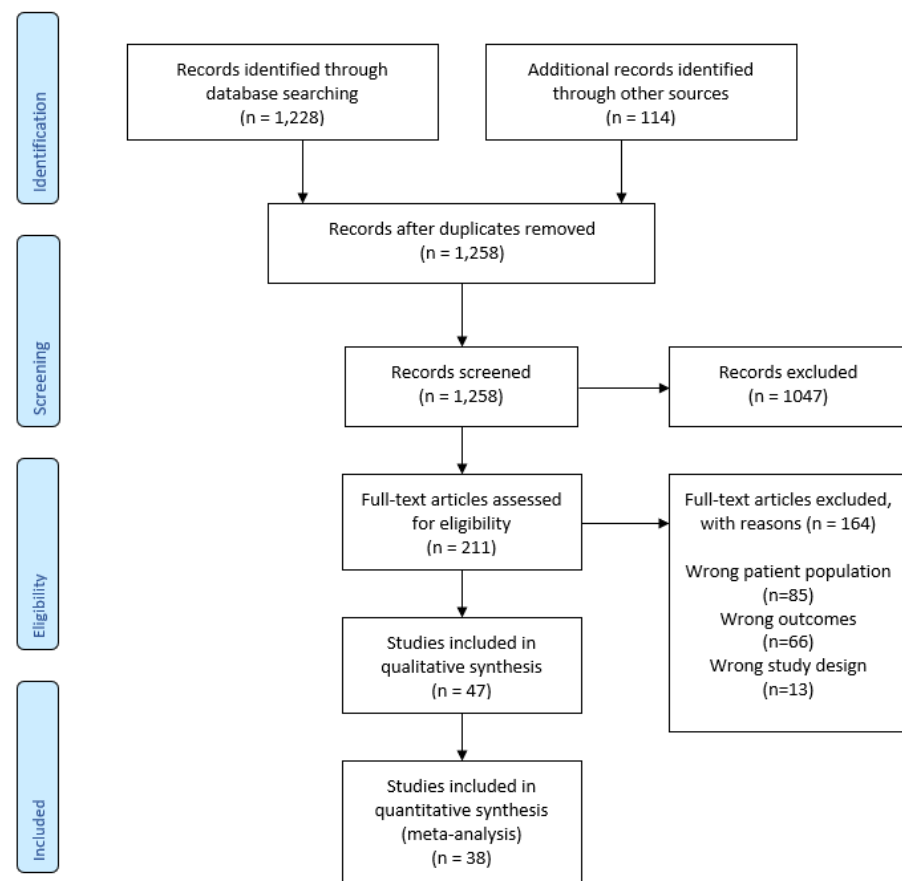 Identification
Records identified through
database searching
(n = 1,228)
Additional records identified
through other sources
(n = 114)
Records after duplicates removed
(n = 1,258)
Screening
Records screened
(n = 1,258)
Records excluded
(n = 1047)
Eligibility
Full-text articles assessed
for eligibility
(n = 211)
Full-text articles excluded,
with reasons (n = 164)
Wrong patient population
(n=85)
Wrong outcomes
(n=66)
Wrong study design
(n=13)
Studies included in
qualitative synthesis
(n = 47)
Included
Studies included in
quantitative synthesis
(meta-analysis)
(n = 38)